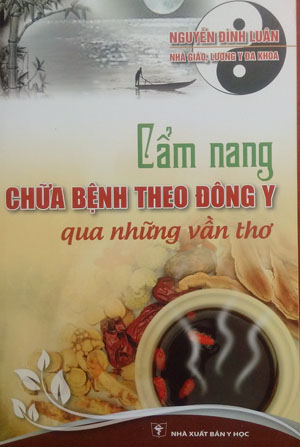 NGUYỄN ĐÌNH LUÂN
NHÀ GIÁO, LƯƠNG Y ĐA KHOA
Cẩm nang
CHỮA BỆNH THEO ĐÔNG Y
qua những vần thơ
NHÀ XUẤT BẢN Y HỌC